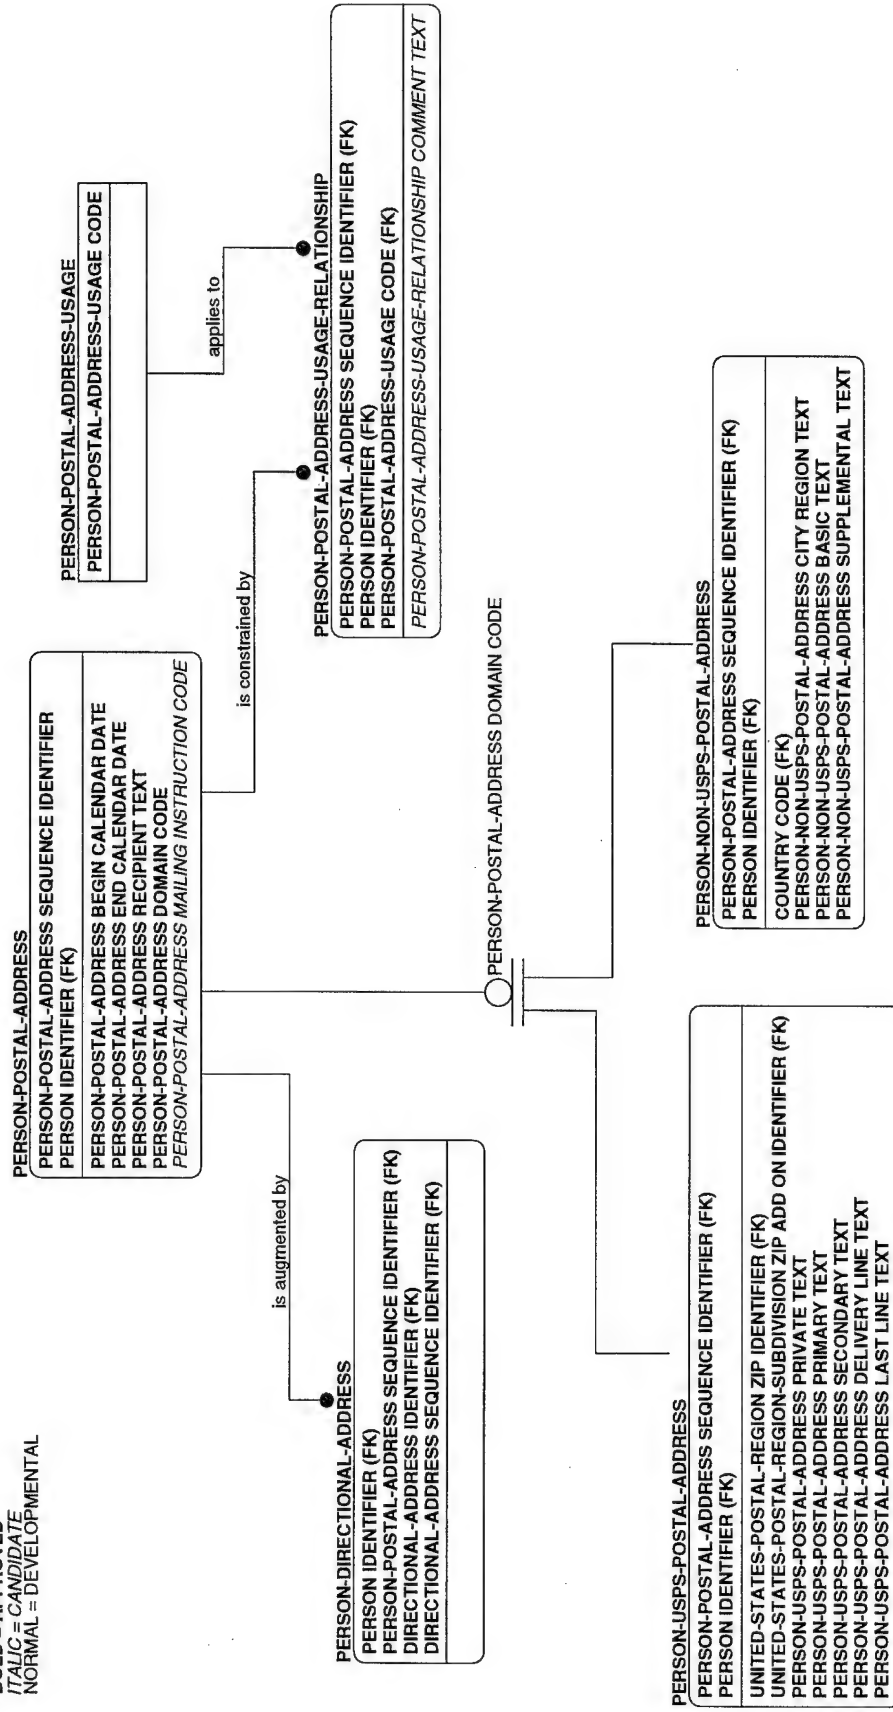 BOLD = APPROVED
ITALIC = CANDIDATE
NORMAL = DEVELOPMENTAL
PERSON-POSTAL-ADDRESS
PERSON-POSTAL-ADDRESS SEQUENCE IDENTIFIER
PERSON IDENTIFIER (FK)
PERSON-POSTAL-ADDRESS BEGIN CALENDAR DATE
PERSON-POSTAL-ADDRESS END CALENDAR DATE
PERSON-POSTAL-ADDRESS RECIPIENT TEXT
PERSON-POSTAL-ADDRESS DOMAIN CODE
PERSON-POSTAL-ADDRESS MAILING INSTRUCTION CODE
PERSON-POSTAL-ADDRESS-USAGE
PERSON-POSTAL-ADDRESS-USAGE CODE
applies to
is constrained by
is augmented by
PERSON-POSTAL-ADDRESS-USAGE-RELATIONSHIP
PERSON-POSTAL-ADDRESS SEQUENCE IDENTIFIER (FK)
PERSON IDENTIFIER (FK)
PERSON-POSTAL-ADDRESS-USAGE CODE (FK)
PERSON-POSTAL-ADDRESS-USAGE-RELATIONSHIP COMMENT TEXT
PERSON-DIRECTIONAL-ADDRESS
PERSON IDENTIFIER (FK)
PERSON-POSTAL-ADDRESS SEQUENCE IDENTIFIER (FK)
DIRECTIONAL-ADDRESS IDENTIFIER (FK)
DIRECTIONAL-ADDRESS SEQUENCE IDENTIFIER (FK)
PERSON-POSTAL-ADDRESS DOMAIN CODE
PERSON-USPS-POSTAL-ADDRESS
PERSON-POSTAL-ADDRESS SEQUENCE IDENTIFIER (FK)
PERSON IDENTIFIER (FK)
UNITED-STATES-POSTAL-REGION ZIP IDENTIFIER (FK)
UNITED-STATES-POSTAL-REGION-SUBDIVISION ZIP ADD ON IDENTIFIER (FK)
PERSON-USPS-POSTAL-ADDRESS PRIVATE TEXT
PERSON-USPS-POSTAL-ADDRESS PRIMARY TEXT
PERSON-USPS-POSTAL-ADDRESS SECONDARY TEXT
PERSON-USPS-POSTAL-ADDRESS DELIVERY LINE TEXT
PERSON-USPS-POSTAL-ADDRESS LAST LINE TEXT
PERSON-NON-USPS-POSTAL-ADDRESS
PERSON-POSTAL-ADDRESS SEQUENCE IDENTIFIER (FK)
PERSON IDENTIFIER (FK)
COUNTRY CODE (FK)
PERSON-NON-USPS-POSTAL-ADDRESS CITY REGION TEXT
PERSON-NON-USPS-POSTAL-ADDRESS BASIC TEXT
PERSON-NON-USPS-POSTAL-ADDRESS SUPPLEMENTAL TEXT